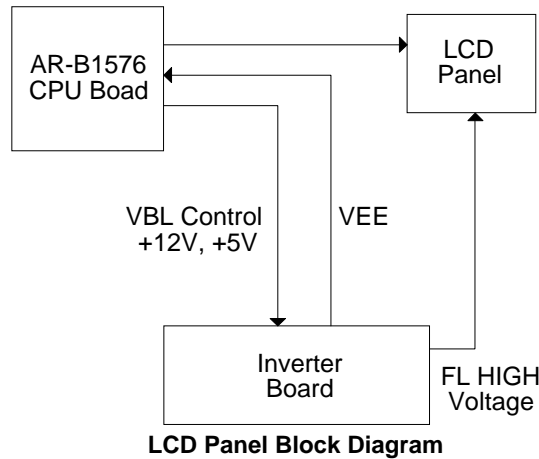 AR-B1576
CPU Boad
LCD
Panel
VBL Control
+12V, +5V
VEE
Inverter
Board
FL HIGH
Voltage
LCD Panel Block Diagram